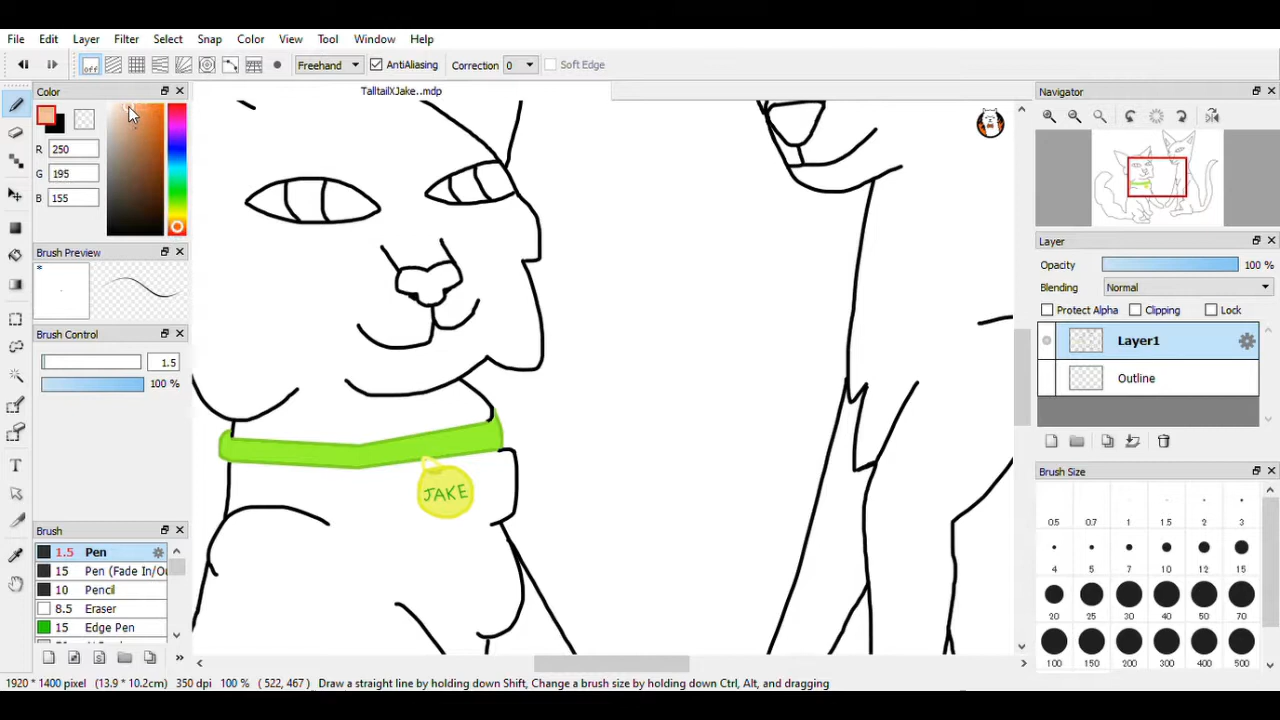 File Edit Layer Filter Select Snap Color View Tool Window Help
off Freehand AntiAliasing Correction 0 Soft Edge
Color
TalltailXJake..mdp
Navigator
R 250
G 195
B 155
Brush Preview
*
Layer
Opacity 100 %
Blending Normal
Protect Alpha Clipping Lock
Layer1
Outline
Brush Control
1.5
100 %
JAKE
Brush Size
0.5 0.7 1 1.5 2 3
4 5 7 10 12 15
20 25 30 40 50 70
100 150 200 300 400 500
Brush
1.5 Pen
15 Pen (Fade In/Ou
10 Pencil
8.5 Eraser
15 Edge Pen
1920 * 1400 pixel (13.9 * 10.2cm) 350 dpi 100 % ( 522, 467 ) Draw a straight line by holding down Shift, Change a brush size by holding down Ctrl, Alt, and dragging